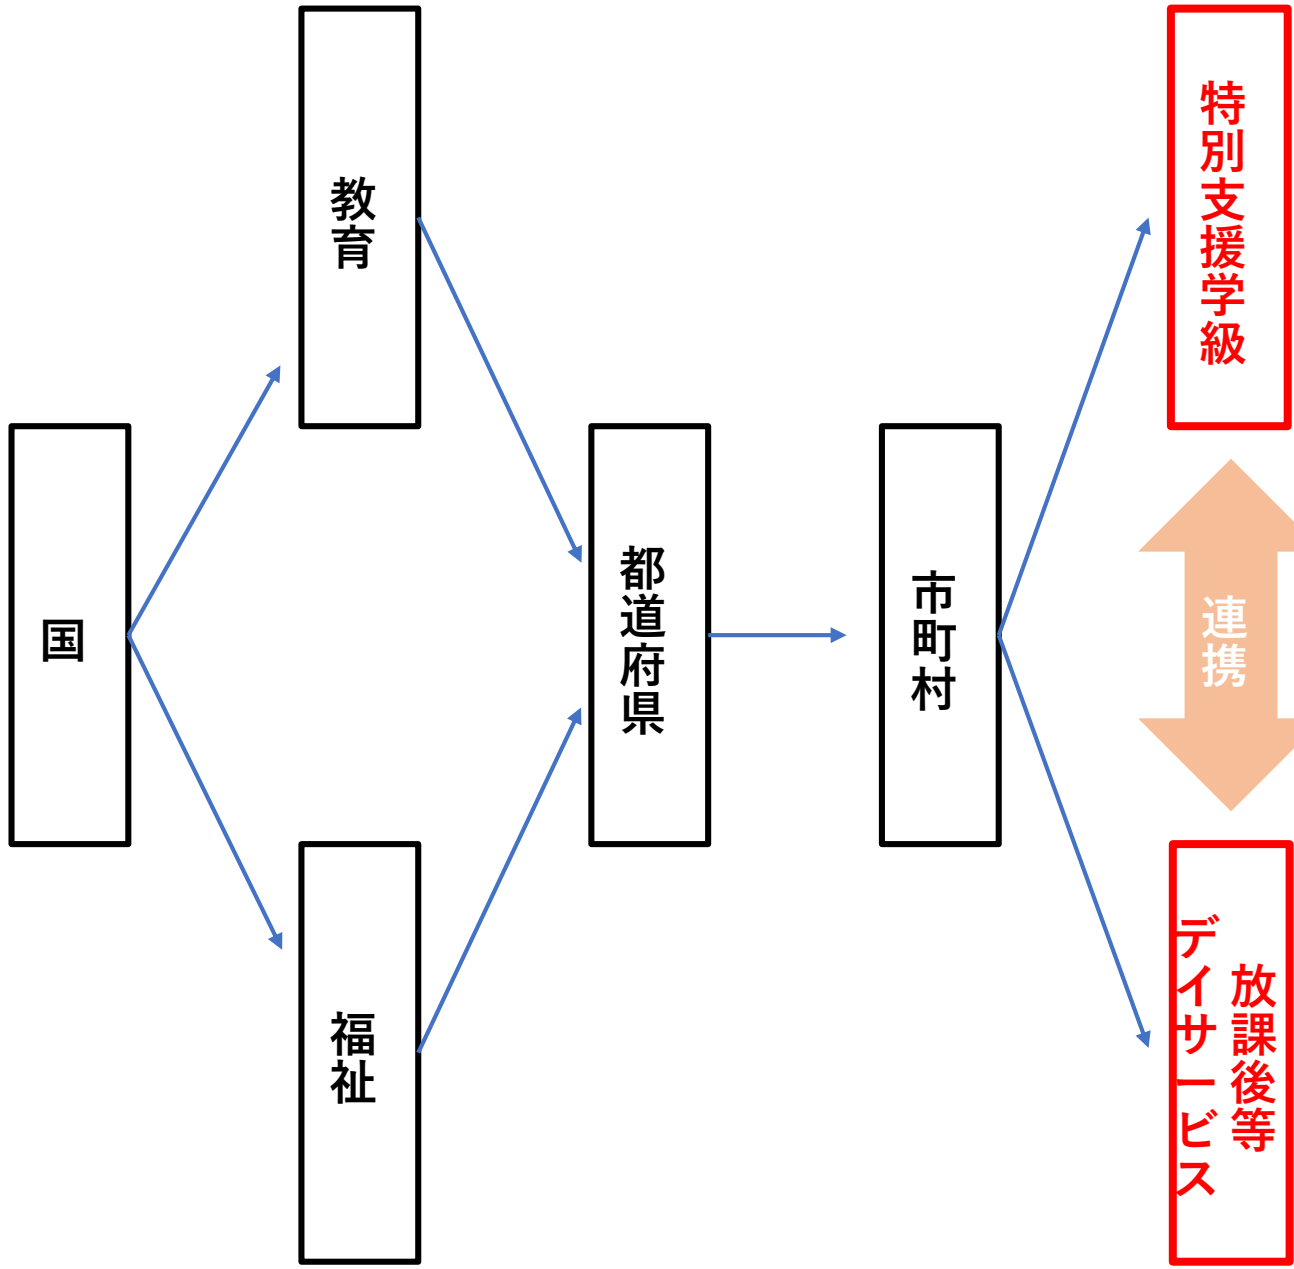 国
教育
福祉
都道府県
市町村
特別支援学級
連携
放課後等
デイサービス